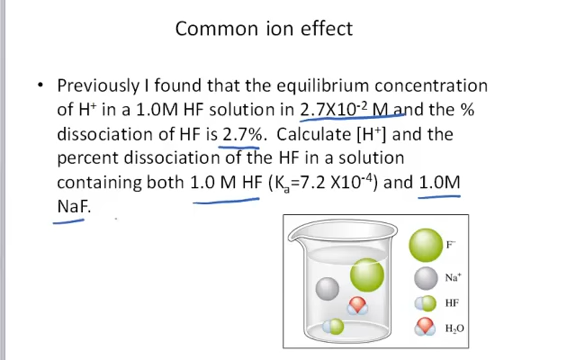 Common ion effect
• Previously I found that the equilibrium concentration
of H⁺ in a 1.0M HF solution in 2.7X10⁻² M and the %
dissociation of HF is 2.7%. Calculate [H⁺] and the
percent dissociation of the HF in a solution
containing both 1.0 M HF (Kₐ=7.2 X10⁻⁴) and 1.0M
NaF.
F⁻
Na⁺
HF
H₂O